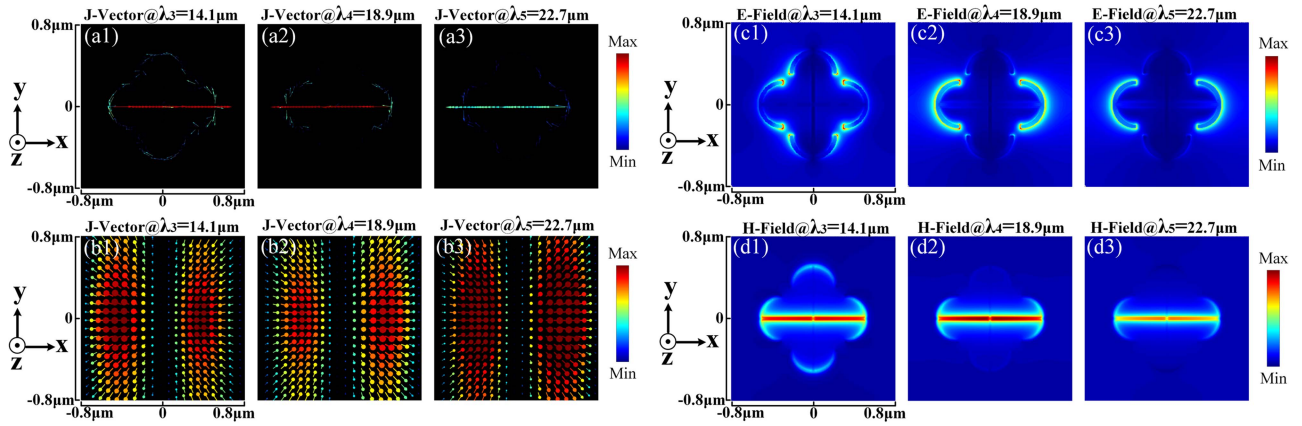 J-Vector@λ3=14.1μm J-Vector@λ4=18.9μm J-Vector@λ5=22.7μm
(a1) (a2) (a3)
0.8μm
y
0
x
z
-0.8μm
-0.8μm 0 0.8μm
Max
Min
J-Vector@λ3=14.1μm J-Vector@λ4=18.9μm J-Vector@λ5=22.7μm
(b1) (b2) (b3)
0.8μm
y
0
x
z
-0.8μm
-0.8μm 0 0.8μm
Max
Min
E-Field@λ3=14.1μm E-Field@λ4=18.9μm E-Field@λ5=22.7μm
(c1) (c2) (c3)
0.8μm
y
0
x
z
-0.8μm
-0.8μm 0 0.8μm
Max
Min
H-Field@λ3=14.1μm H-Field@λ4=18.9μm H-Field@λ5=22.7μm
(d1) (d2) (d3)
0.8μm
y
0
x
z
-0.8μm
-0.8μm 0 0.8μm
Max
Min